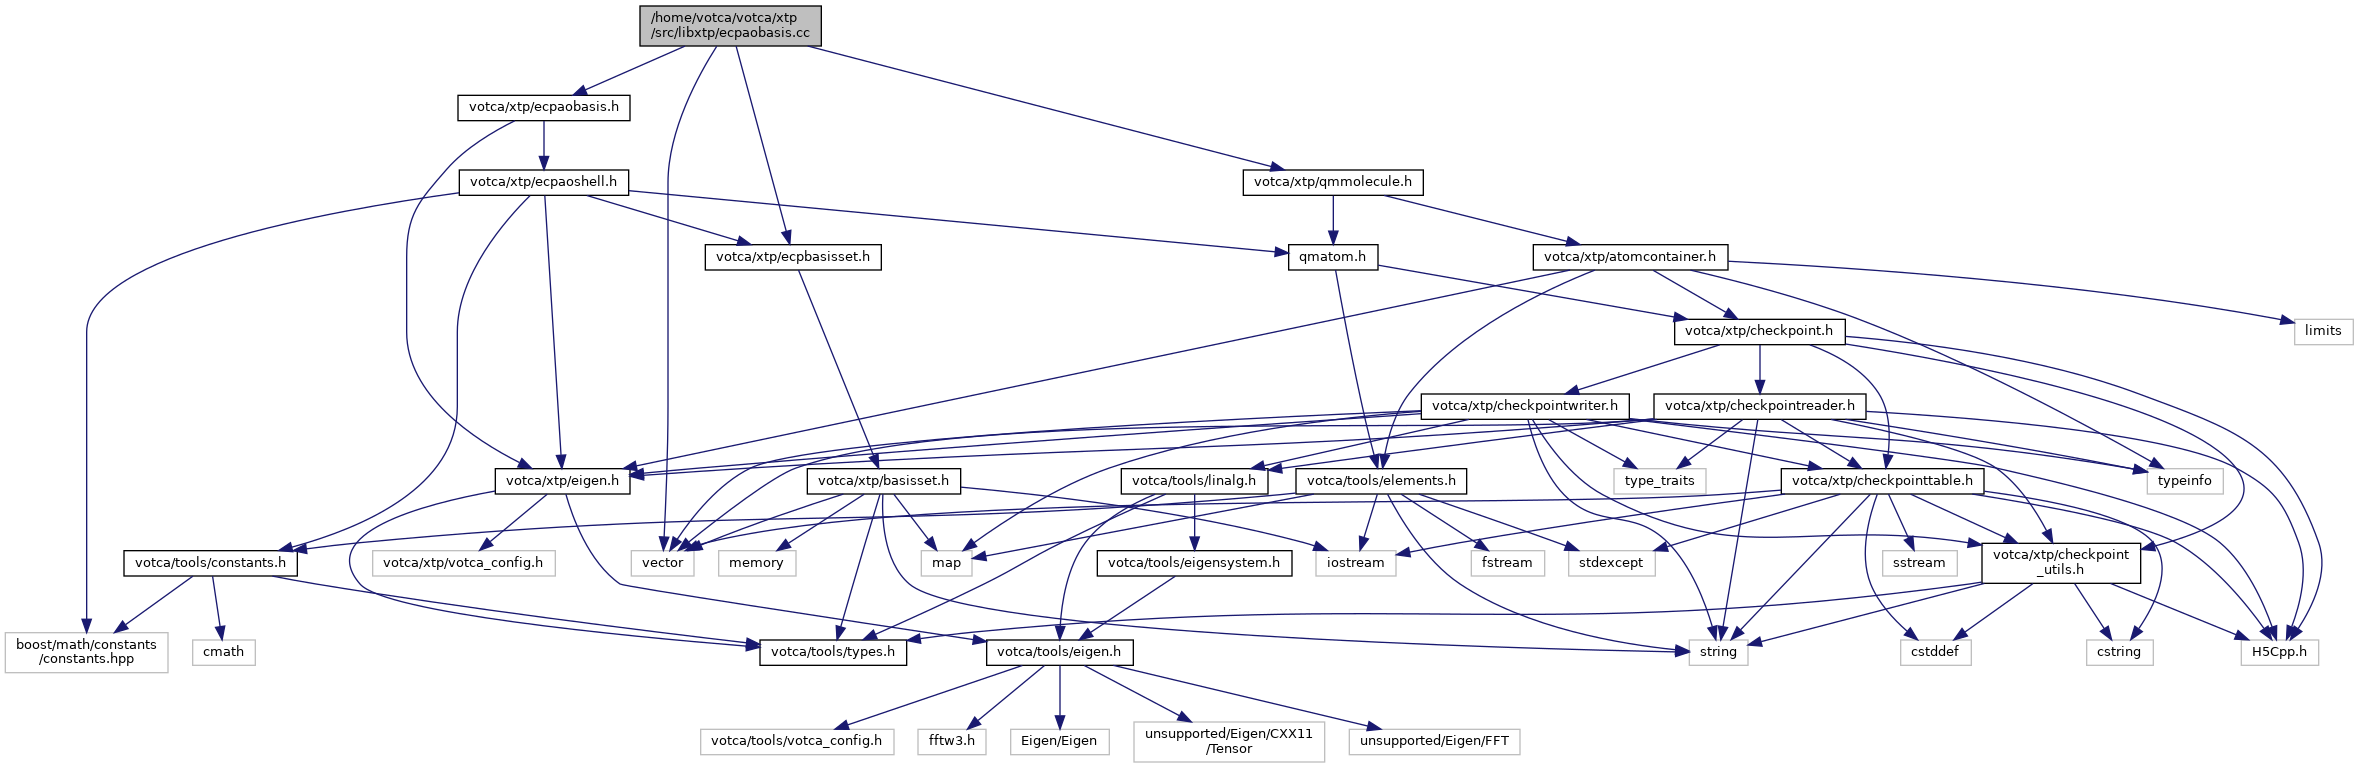 /home/votca/votca/xtp
/src/libxtp/ecpaobasis.cc
votca/xtp/ecpaobasis.h
votca/xtp/ecpaoshell.h
votca/xtp/qmmolecule.h
votca/xtp/ecpbasisset.h
qmatom.h
votca/xtp/atomcontainer.h
votca/xtp/checkpoint.h
limits
votca/xtp/checkpointwriter.h
votca/xtp/checkpointreader.h
votca/xtp/eigen.h
votca/xtp/basisset.h
votca/tools/linalg.h
votca/tools/elements.h
type_traits
votca/xtp/checkpointtable.h
typeinfo
votca/tools/constants.h
votca/xtp/votca_config.h
vector
memory
map
votca/tools/eigensystem.h
iostream
fstream
stdexcept
sstream
votca/xtp/checkpoint
_utils.h
boost/math/constants
/constants.hpp
cmath
votca/tools/types.h
votca/tools/eigen.h
string
cstddef
cstring
H5Cpp.h
votca/tools/votca_config.h
fftw3.h
Eigen/Eigen
unsupported/Eigen/CXX11
/Tensor
unsupported/Eigen/FFT